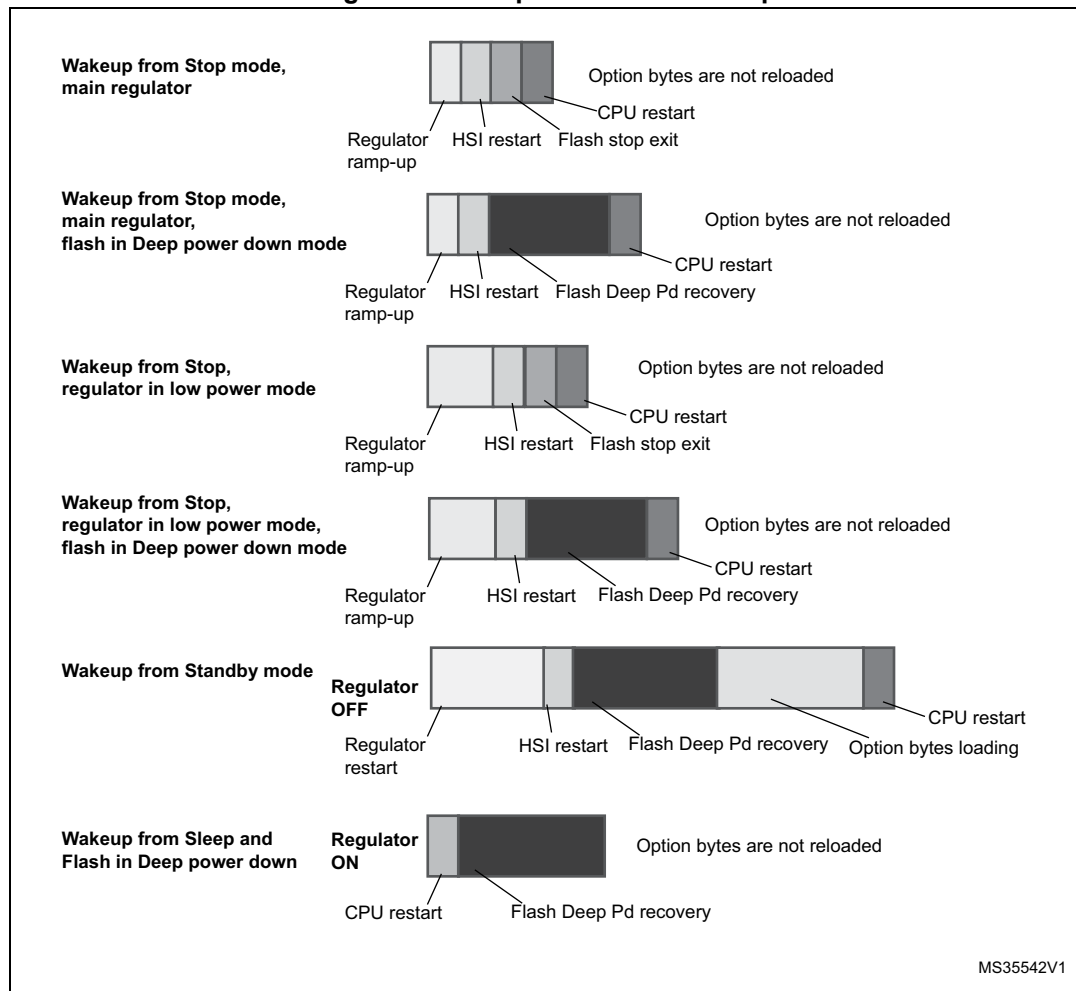 Wakeup from Stop mode,
main regulator
Option bytes are not reloaded
CPU restart
Regulator
ramp-up
HSI restart
Flash stop exit
Wakeup from Stop mode,
main regulator,
flash in Deep power down mode
Option bytes are not reloaded
CPU restart
Regulator
ramp-up
HSI restart
Flash Deep Pd recovery
Wakeup from Stop,
regulator in low power mode
Option bytes are not reloaded
CPU restart
Regulator
ramp-up
HSI restart
Flash stop exit
Wakeup from Stop,
regulator in low power mode,
flash in Deep power down mode
Option bytes are not reloaded
CPU restart
Regulator
ramp-up
HSI restart
Flash Deep Pd recovery
Wakeup from Standby mode
Regulator
OFF
CPU restart
Regulator
restart
HSI restart
Flash Deep Pd recovery
Option bytes loading
Wakeup from Sleep and
Flash in Deep power down
Regulator
ON
Option bytes are not reloaded
CPU restart
Flash Deep Pd recovery
MS35542V1